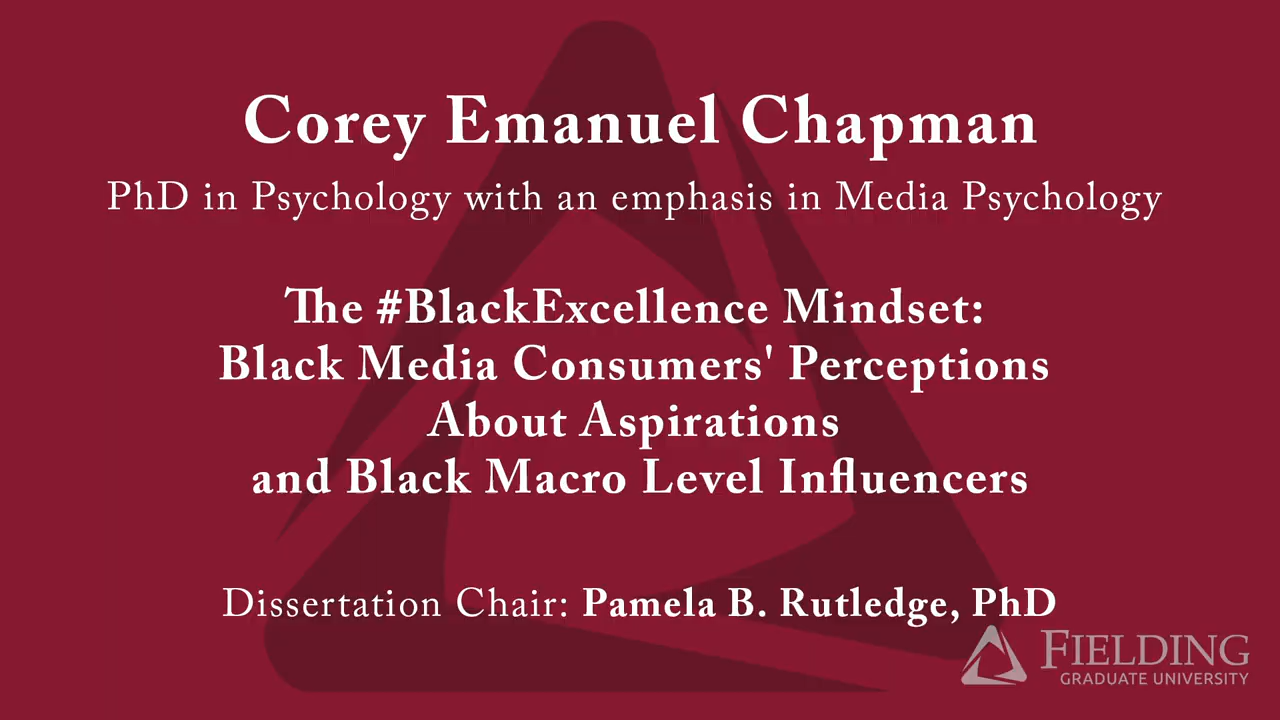 Corey Emanuel Chapman
PhD in Psychology with an emphasis in Media Psychology
The #BlackExcellence Mindset:
Black Media Consumers' Perceptions
About Aspirations
and Black Macro Level Influencers
Dissertation Chair: Pamela B. Rutledge, PhD
FIELDING
GRADUATE UNIVERSITY